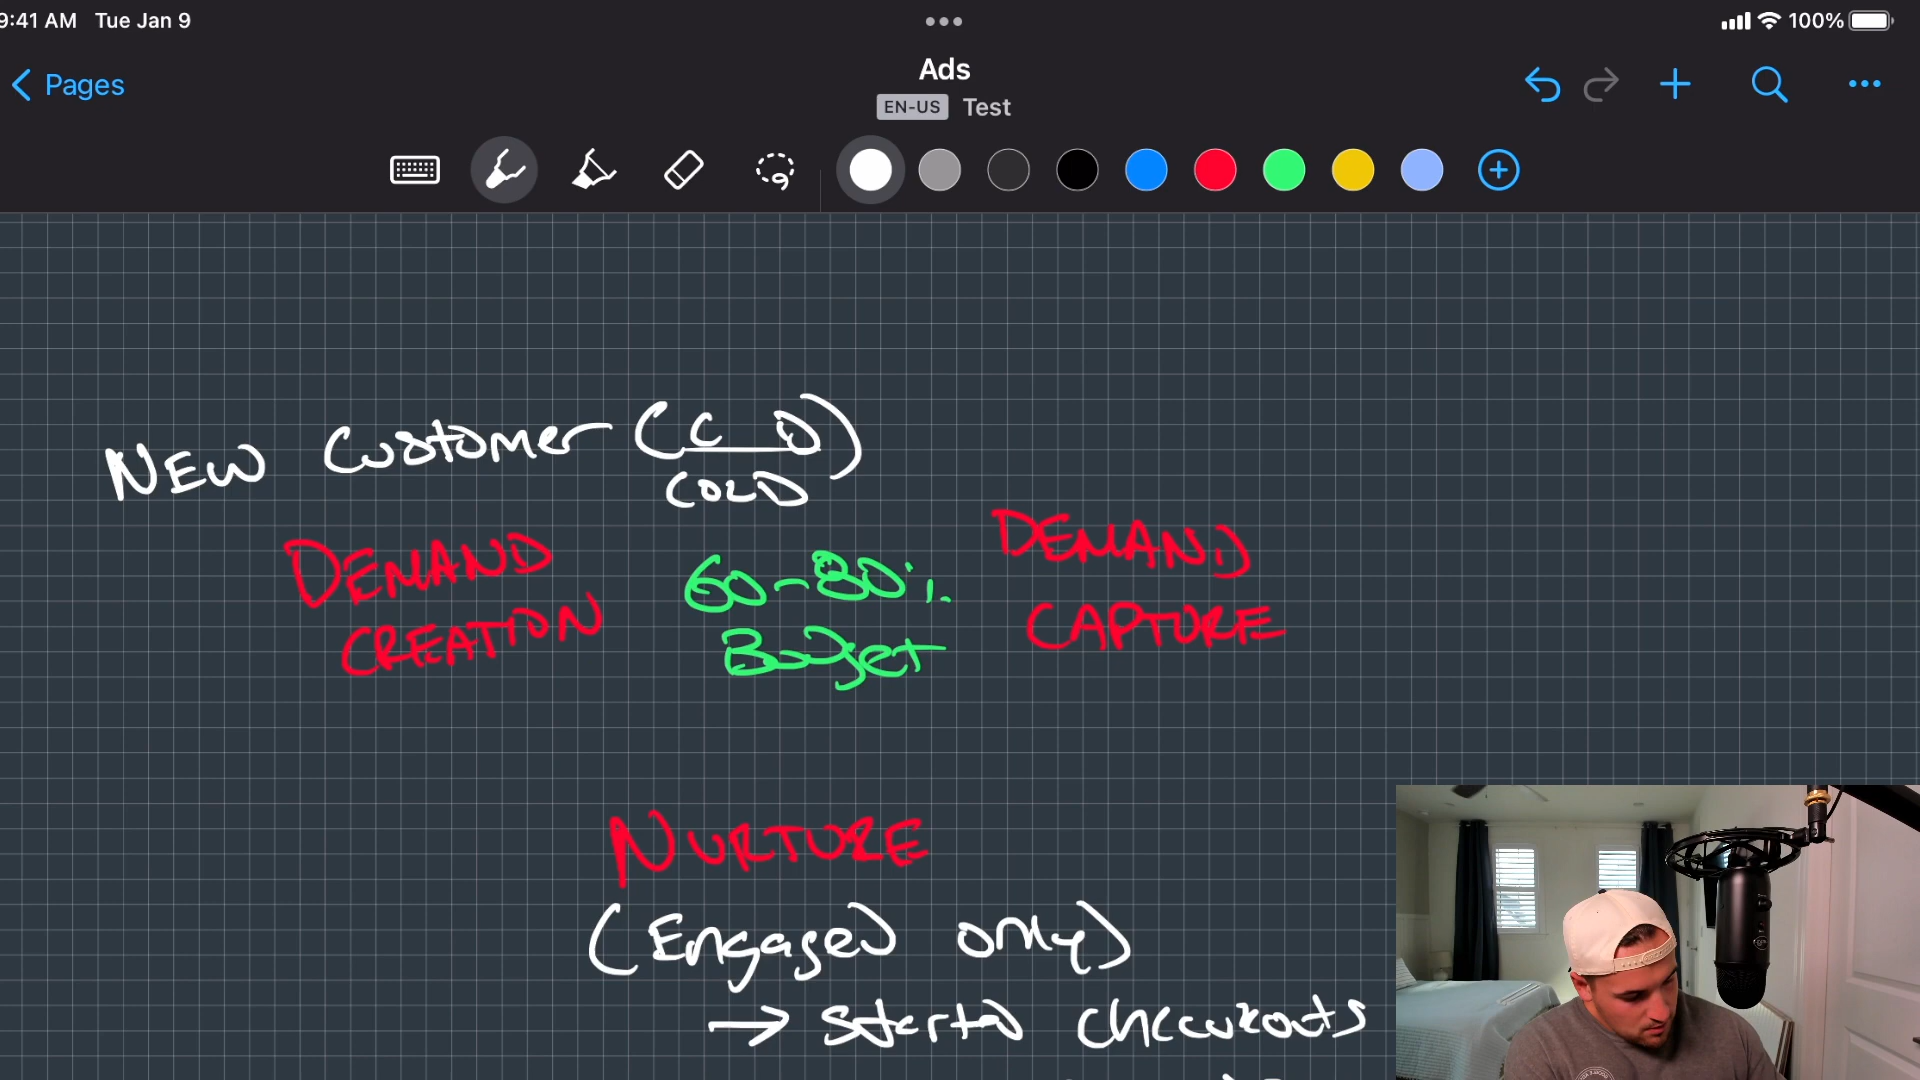 9:41 AM Tue Jan 9
100%
Pages
Ads
EN-US Test
NEW Customer (C D)
COLD
DEMAND
CREATION
60-80%
Budget
DEMAND
CAPTURE
NURTURE
(Engaged only)
→ started checkouts